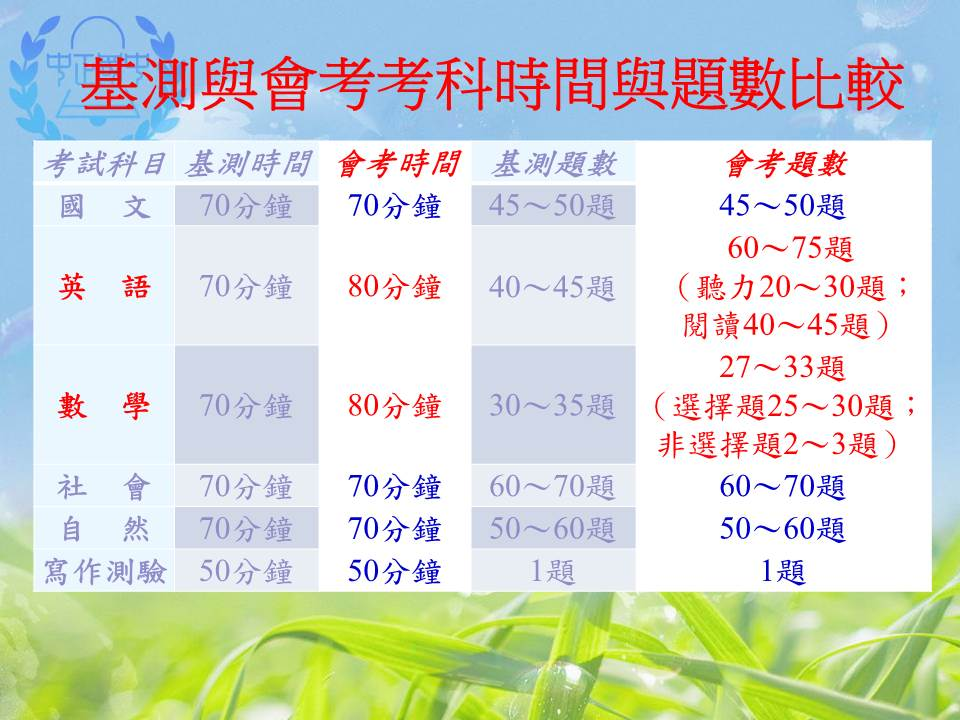 基測與會考考科時間與題數比較
考試科目 基測時間 會考時間 基測題數 會考題數
國 文 70分鐘 70分鐘 45～50題 45～50題
英 語 70分鐘 80分鐘 40～45題 60～75題
（聽力20～30題；
閱讀40～45題）
數 學 70分鐘 80分鐘 30～35題 27～33題
（選擇題25～30題；
非選擇題2～3題）
社 會 70分鐘 70分鐘 60～70題 60～70題
自 然 70分鐘 70分鐘 50～60題 50～60題
寫作測驗 50分鐘 50分鐘 1題 1題